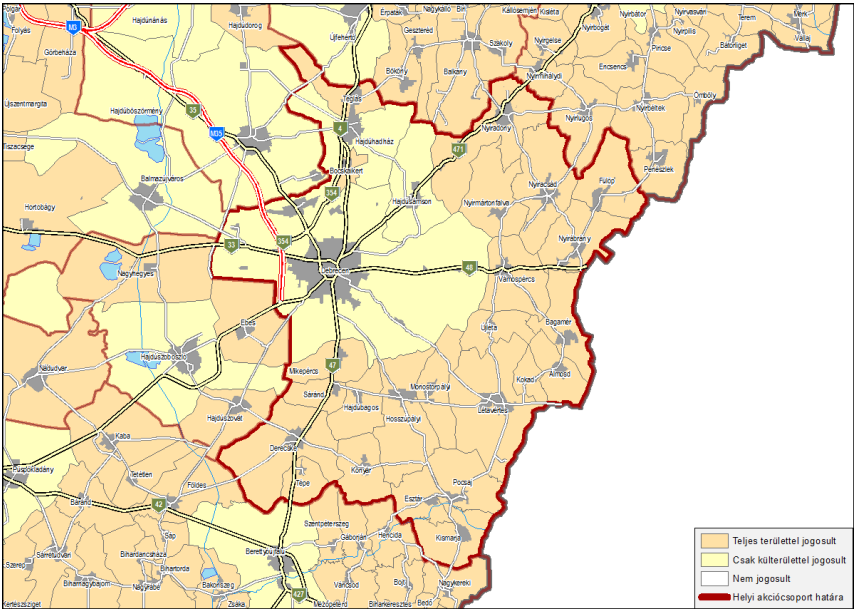 Polgár
Hajdúnánás
Folyás
M3
Görbeháza
Hajdúdorog
Újfehértó
Érpatak
Nagykálló
Biri
Kállósemjén
Kisléta
Nyírbátor
Nyírvasvári
Terem
Mérk
Vállaj
Geszteréd
Szakoly
Nyírgelse
Nyírbogát
Nyírpilis
Piricse
Bátorliget
Bököny
Balkány
Nyírmihálydi
Encsencs
Újszentmargita
Téglás
Ömböly
Nyírbéltek
Hajdúböszörmény
35
M35
4
Hajdúhadház
Nyíradony
Nyírlugos
Tiszacsege
471
Penészlek
Balmazújváros
Bocskaikert
354
Nyíracsád
Fülöp
Hortobágy
Hajdúsámson
Nyírmártonfalva
33
354
Nyírábrány
Nagyhegyes
Debrecen
48
Vámospércs
Ebes
Újléta
Bagamér
Hajdúszoboszló
Nádudvar
Mikepércs
47
Monostorpályi
Kokad
Álmosd
Sáránd
Hajdúbagos
Hosszúpályi
Létavértes
Hajdúszovát
Kaba
Derecske
Püspökladány
Tetétlen
Földes
Konyár
Tépe
Pocsaj
Esztár
Báránd
42
Sáp
Szentpéterszeg
Gáborján
Hencida
Kismarja
Sárrétudvari
Bihardancsháza
Berettyóújfalu
Szerep
Bihartorda
Biharnagybajom
Nagyrábé
Bakonszeg
Váncsod
Bojt
Nagykereki
Kertészsziget
Zsáka
427
Mezőpeterd
Biharkeresztes
Bedő
Teljes területtel jogosult
Csak külterülettel jogosult
Nem jogosult
Helyi akciócsoport határa